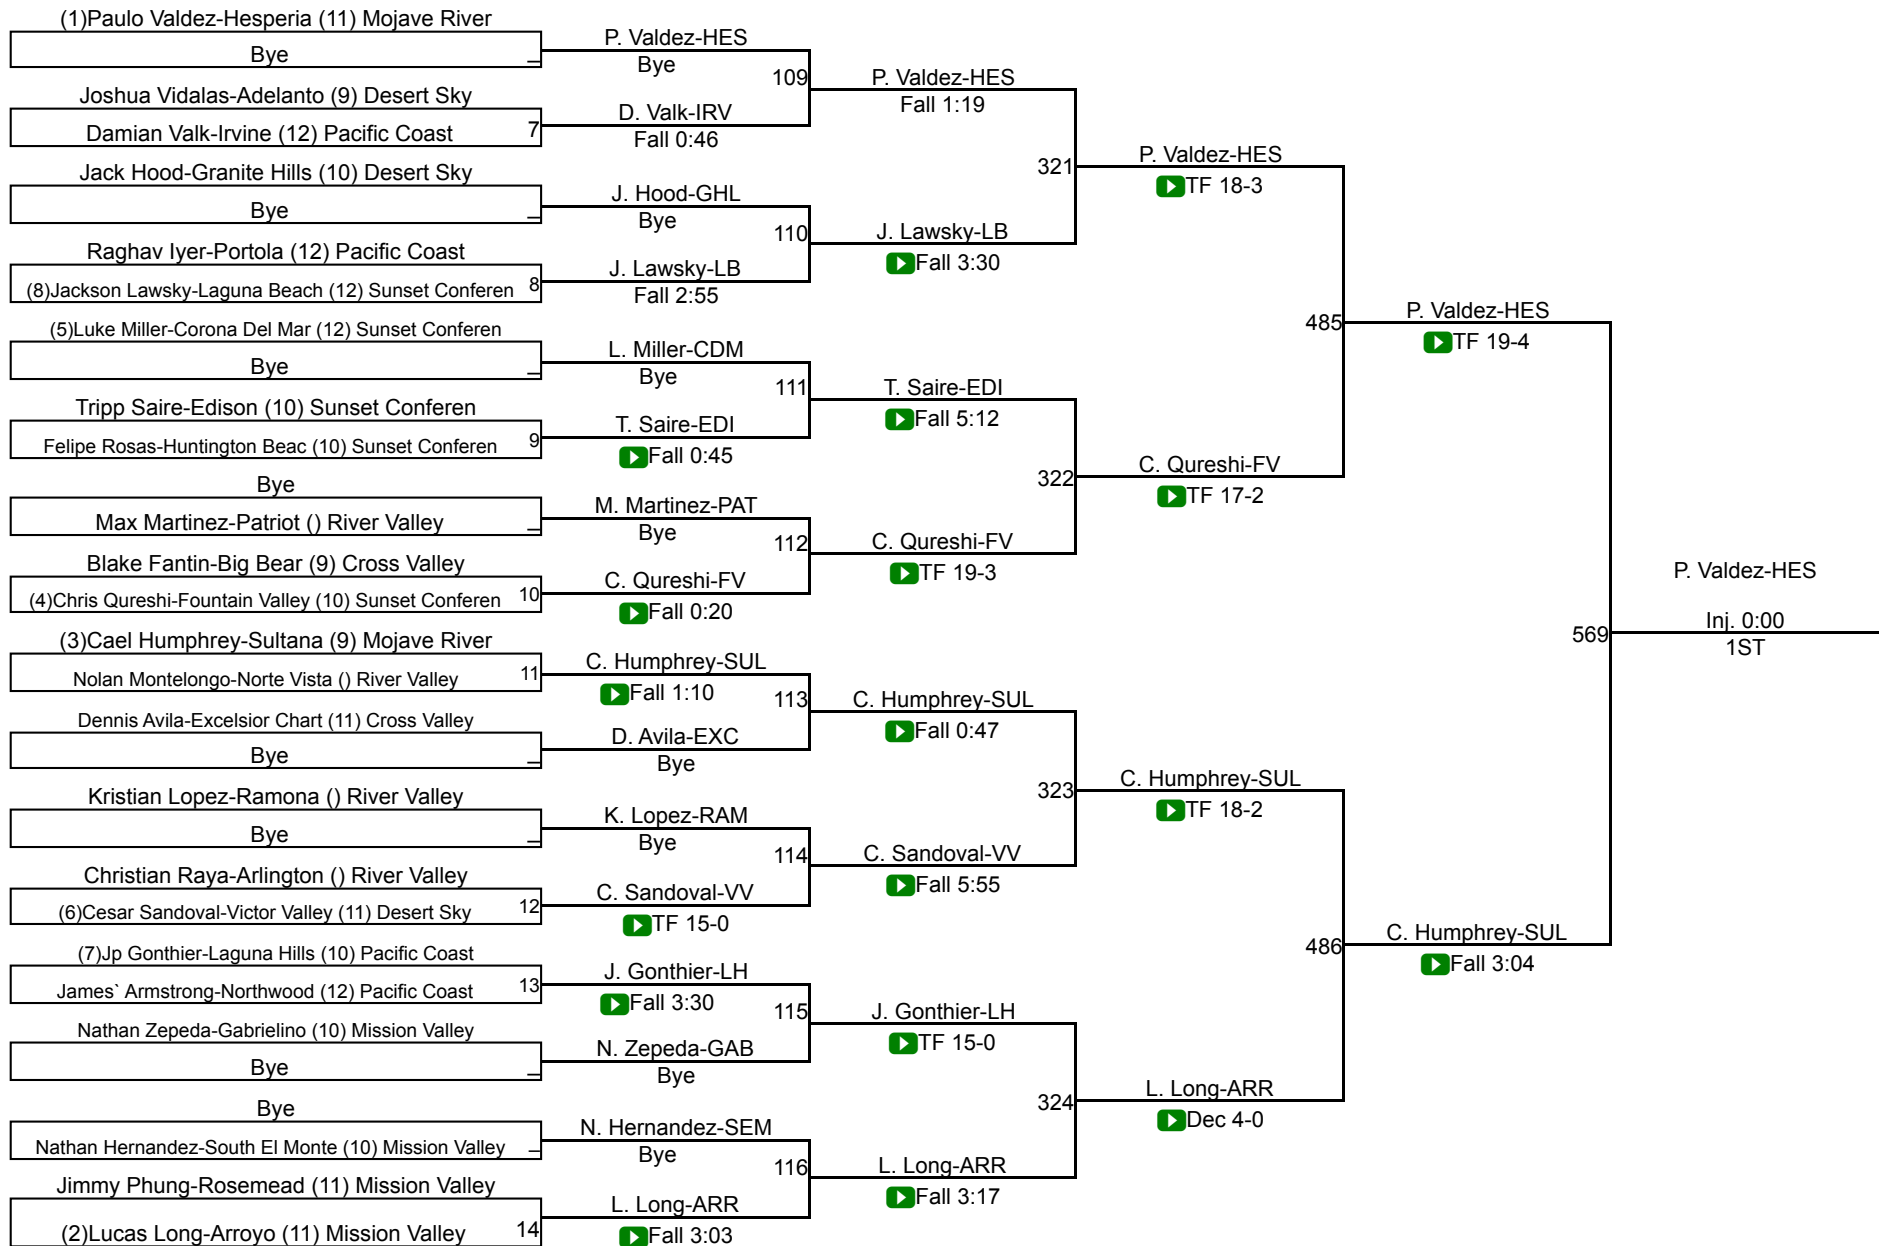 (1)Paulo Valdez-Hesperia (11) Mojave River
Bye
Joshua Vidalas-Adelanto (9) Desert Sky
Damian Valk-Irvine (12) Pacific Coast 7
Jack Hood-Granite Hills (10) Desert Sky
Bye
Raghav Iyer-Portola (12) Pacific Coast
(8)Jackson Lawsky-Laguna Beach (12) Sunset Conferen 8
(5)Luke Miller-Corona Del Mar (12) Sunset Conferen
Bye
Tripp Saire-Edison (10) Sunset Conferen
Felipe Rosas-Huntington Beac (10) Sunset Conferen 9
Bye
Max Martinez-Patriot () River Valley
Blake Fantin-Big Bear (9) Cross Valley
(4)Chris Qureshi-Fountain Valley (10) Sunset Conferen 10
(3)Cael Humphrey-Sultana (9) Mojave River
Nolan Montelongo-Norte Vista () River Valley 11
Dennis Avila-Excelsior Chart (11) Cross Valley
Bye
Kristian Lopez-Ramona () River Valley
Bye
Christian Raya-Arlington () River Valley
(6)Cesar Sandoval-Victor Valley (11) Desert Sky 12
(7)Jp Gonthier-Laguna Hills (10) Pacific Coast
James` Armstrong-Northwood (12) Pacific Coast 13
Nathan Zepeda-Gabrielino (10) Mission Valley
Bye
Bye
Nathan Hernandez-South El Monte (10) Mission Valley
Jimmy Phung-Rosemead (11) Mission Valley
(2)Lucas Long-Arroyo (11) Mission Valley 14
P. Valdez-HES
Bye
109
D. Valk-IRV
Fall 0:46
J. Hood-GHL
Bye
110
J. Lawsky-LB
Fall 2:55
L. Miller-CDM
Bye
111
T. Saire-EDI
Fall 0:45
M. Martinez-PAT
Bye
112
C. Qureshi-FV
Fall 0:20
C. Humphrey-SUL
Fall 1:10
113
D. Avila-EXC
Bye
K. Lopez-RAM
Bye
114
C. Sandoval-VV
TF 15-0
J. Gonthier-LH
Fall 3:30
115
N. Zepeda-GAB
Bye
N. Hernandez-SEM
Bye
116
L. Long-ARR
Fall 3:03
P. Valdez-HES
Fall 1:19
321
J. Lawsky-LB
Fall 3:30
T. Saire-EDI
Fall 5:12
322
C. Qureshi-FV
TF 19-3
C. Humphrey-SUL
Fall 0:47
323
C. Sandoval-VV
Fall 5:55
J. Gonthier-LH
TF 15-0
324
L. Long-ARR
Fall 3:17
P. Valdez-HES
TF 18-3
485
C. Qureshi-FV
TF 17-2
C. Humphrey-SUL
TF 18-2
486
L. Long-ARR
Dec 4-0
P. Valdez-HES
TF 19-4
569
C. Humphrey-SUL
Fall 3:04
P. Valdez-HES
Inj. 0:00
1ST